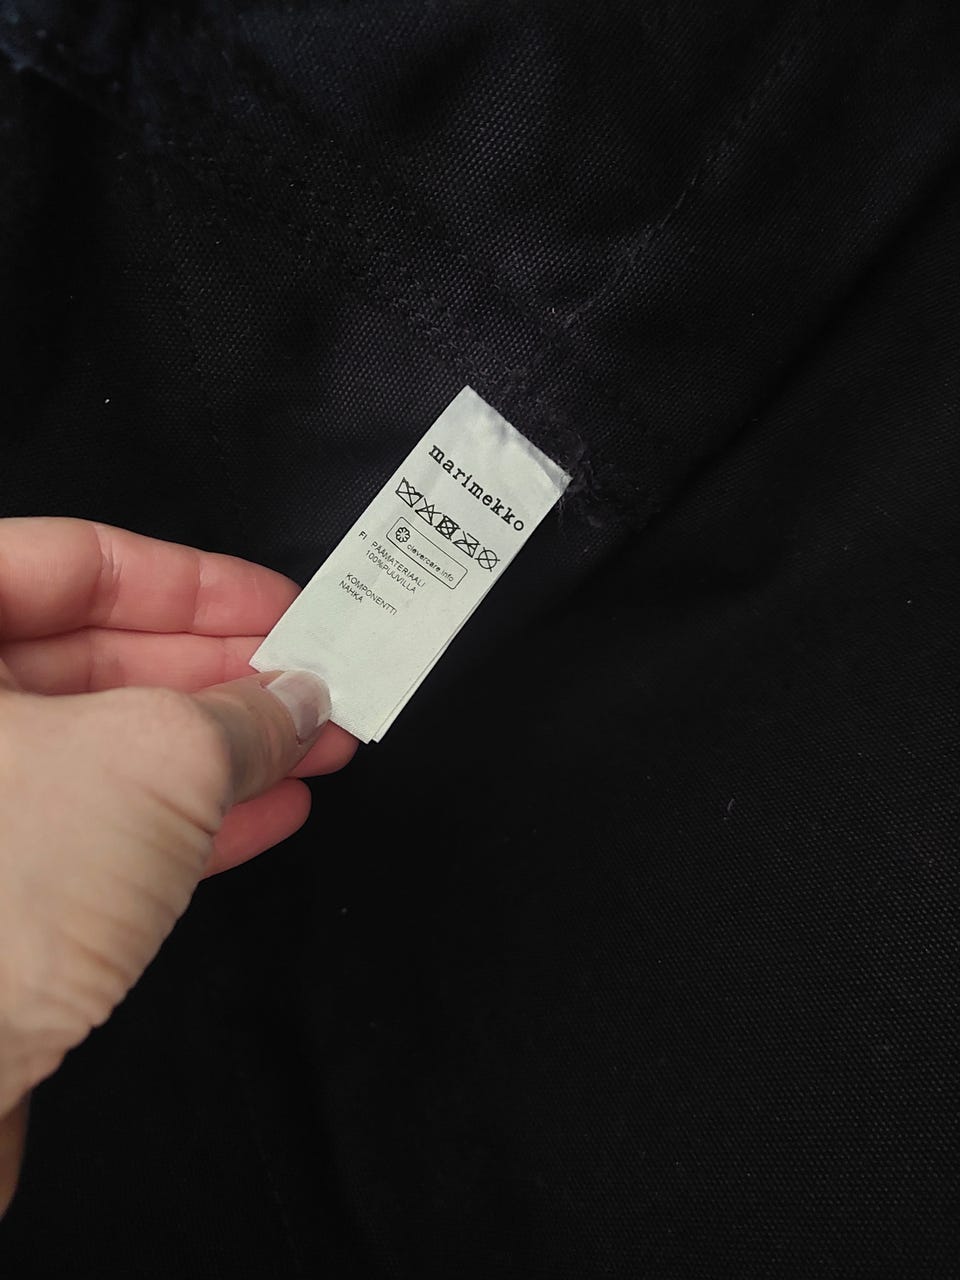 marimekko
clevercare.info
FI PÄÄMATERIAALI
100%PUUVILLA
KOMPONENTTI
NAHKA